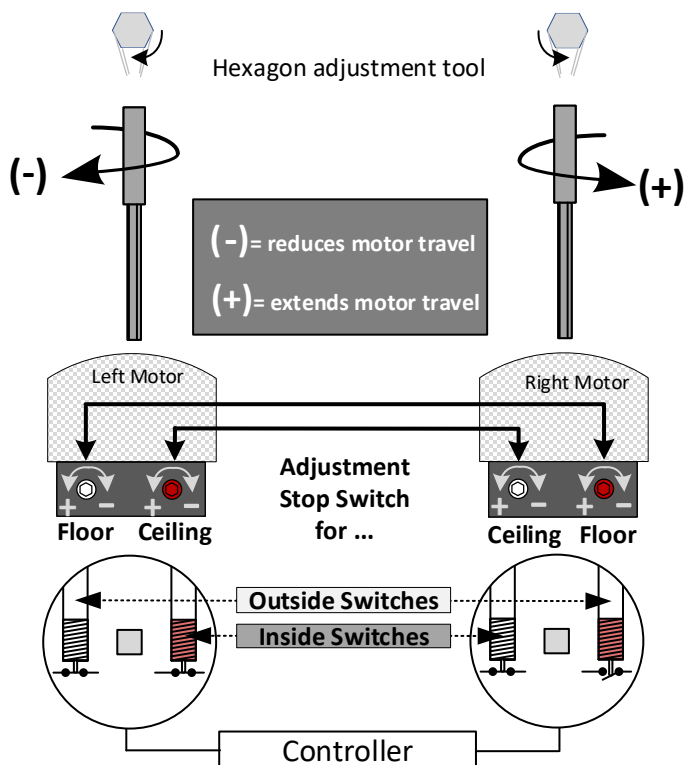 Hexagon adjustment tool
(-)
(+)
(-)= reduces motor travel
(+)= extends motor travel
Left Motor
Right Motor
+ - + -
+ - + -
Adjustment
Stop Switch
for ...
Floor Ceiling
Ceiling Floor
Outside Switches
Inside Switches
Controller